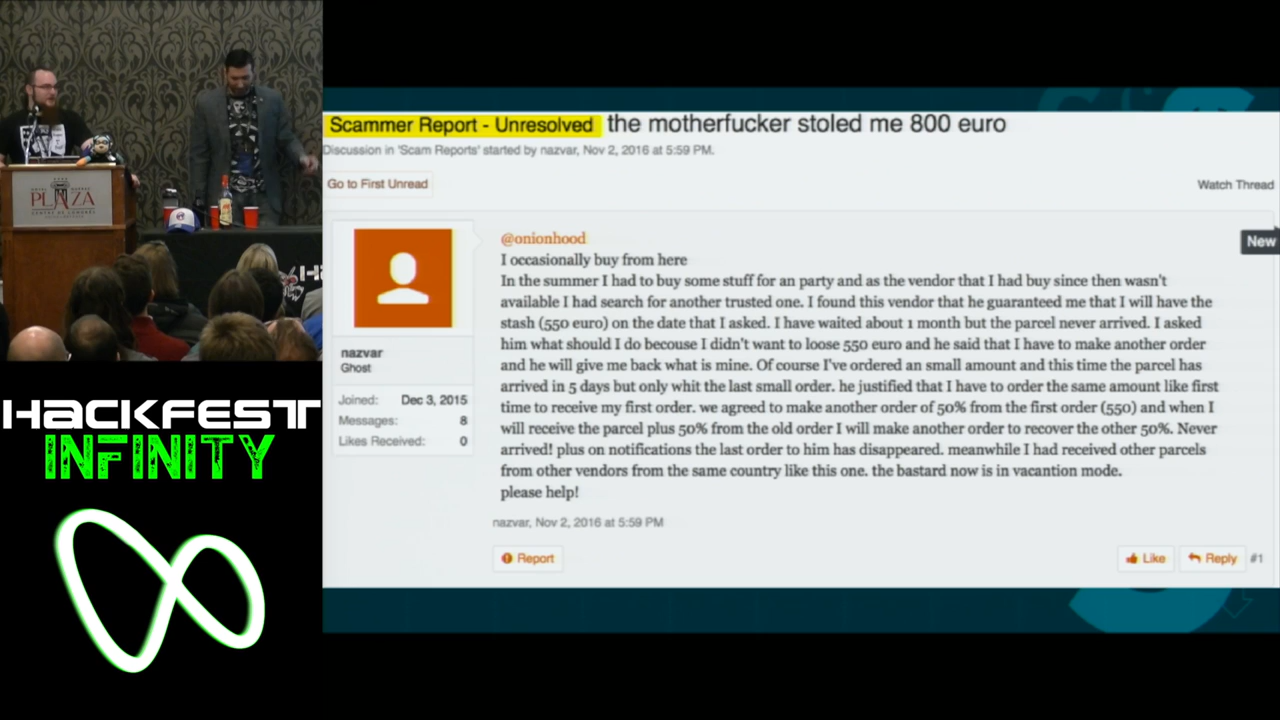 PLAZA
HACKFEST
INFINITY
Scammer Report - Unresolved the motherfucker stoled me 800 euro
Discussion in 'Scam Reports' started by nazvar, Nov 2, 2016 at 5:59 PM.
Go to First Unread
Watch Thread
New
nazvar
Ghost
Joined: Dec 3, 2015
Messages: 8
Likes Received: 0
@onionhood
I occasionally buy from here
In the summer I had to buy some stuff for an party and as the vendor that I had buy since then wasn't
available I had search for another trusted one. I found this vendor that he guaranteed me that I will have the
stash (550 euro) on the date that I asked. I have waited about 1 month but the parcel never arrived. I asked
him what should I do becouse I didn't want to loose 550 euro and he said that I have to make another order
and he will give me back what is mine. Of course I've ordered an small amount and this time the parcel has
arrived in 5 days but only whit the last small order. he justified that I have to order the same amount like first
time to receive my first order. we agreed to make another order of 50% from the first order (550) and when I
will receive the parcel plus 50% from the old order I will make another order to recover the other 50%. Never
arrived! plus on notifications the last order to him has disappeared. meanwhile I had received other parcels
from other vendors from the same country like this one. the bastard now is in vacantion mode.
please help!
nazvar, Nov 2, 2016 at 5:59 PM
Report
Like
Reply
#1